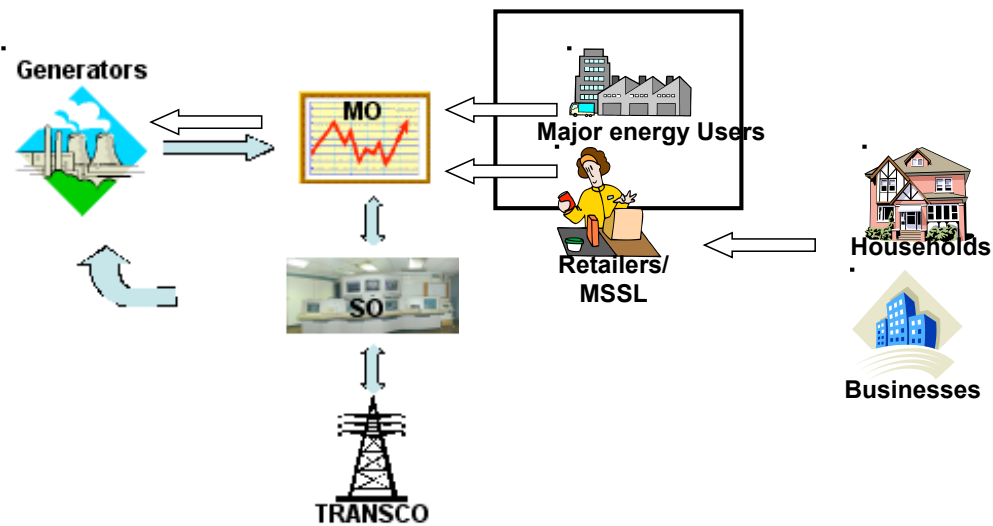 Generators
MO
Major energy Users
Retailers/
MSSL
Households
SO
Businesses
TRANSCO